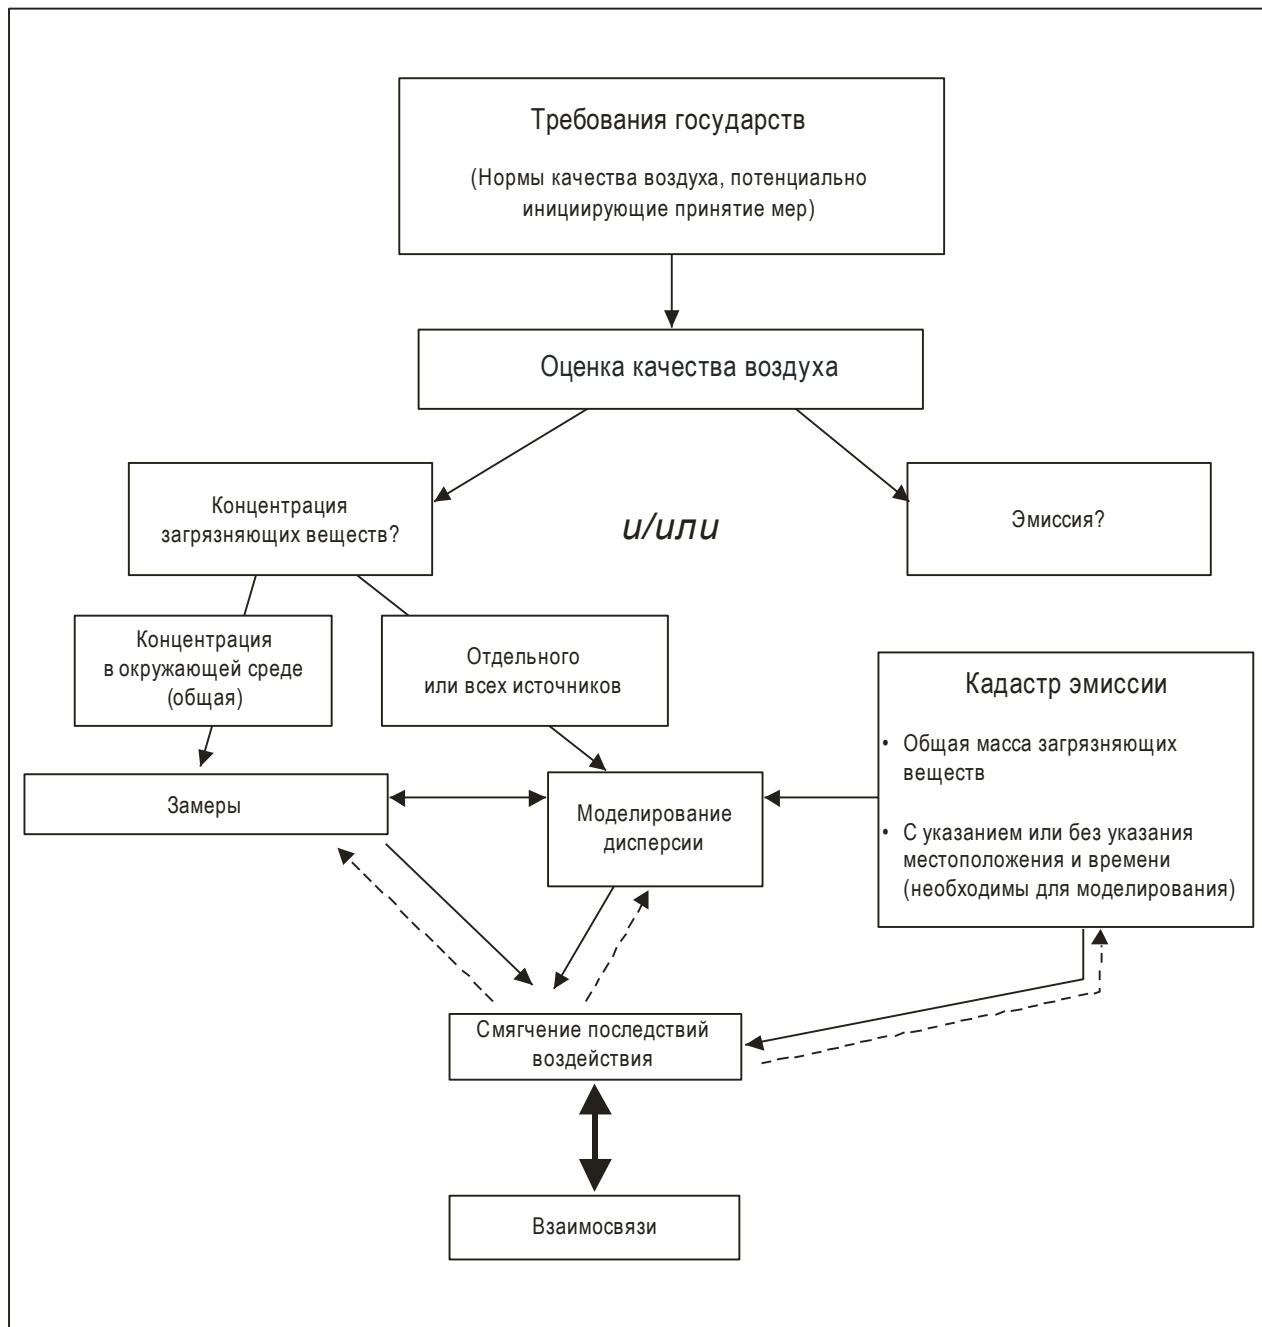 Требования государств
(Нормы качества воздуха, потенциально
инициирующие принятие мер)
Оценка качества воздуха
Концентрация
загрязняющих веществ?
и/или
Эмиссия?
Концентрация
в окружающей среде
(общая)
Отдельного
или всех источников
Кадастр эмиссии
• Общая масса загрязняющих
веществ
• С указанием или без указания
местоположения и времени
(необходимы для моделирования)
Замеры
Моделирование
дисперсии
Смягчение последствий
воздействия
Взаимосвязи